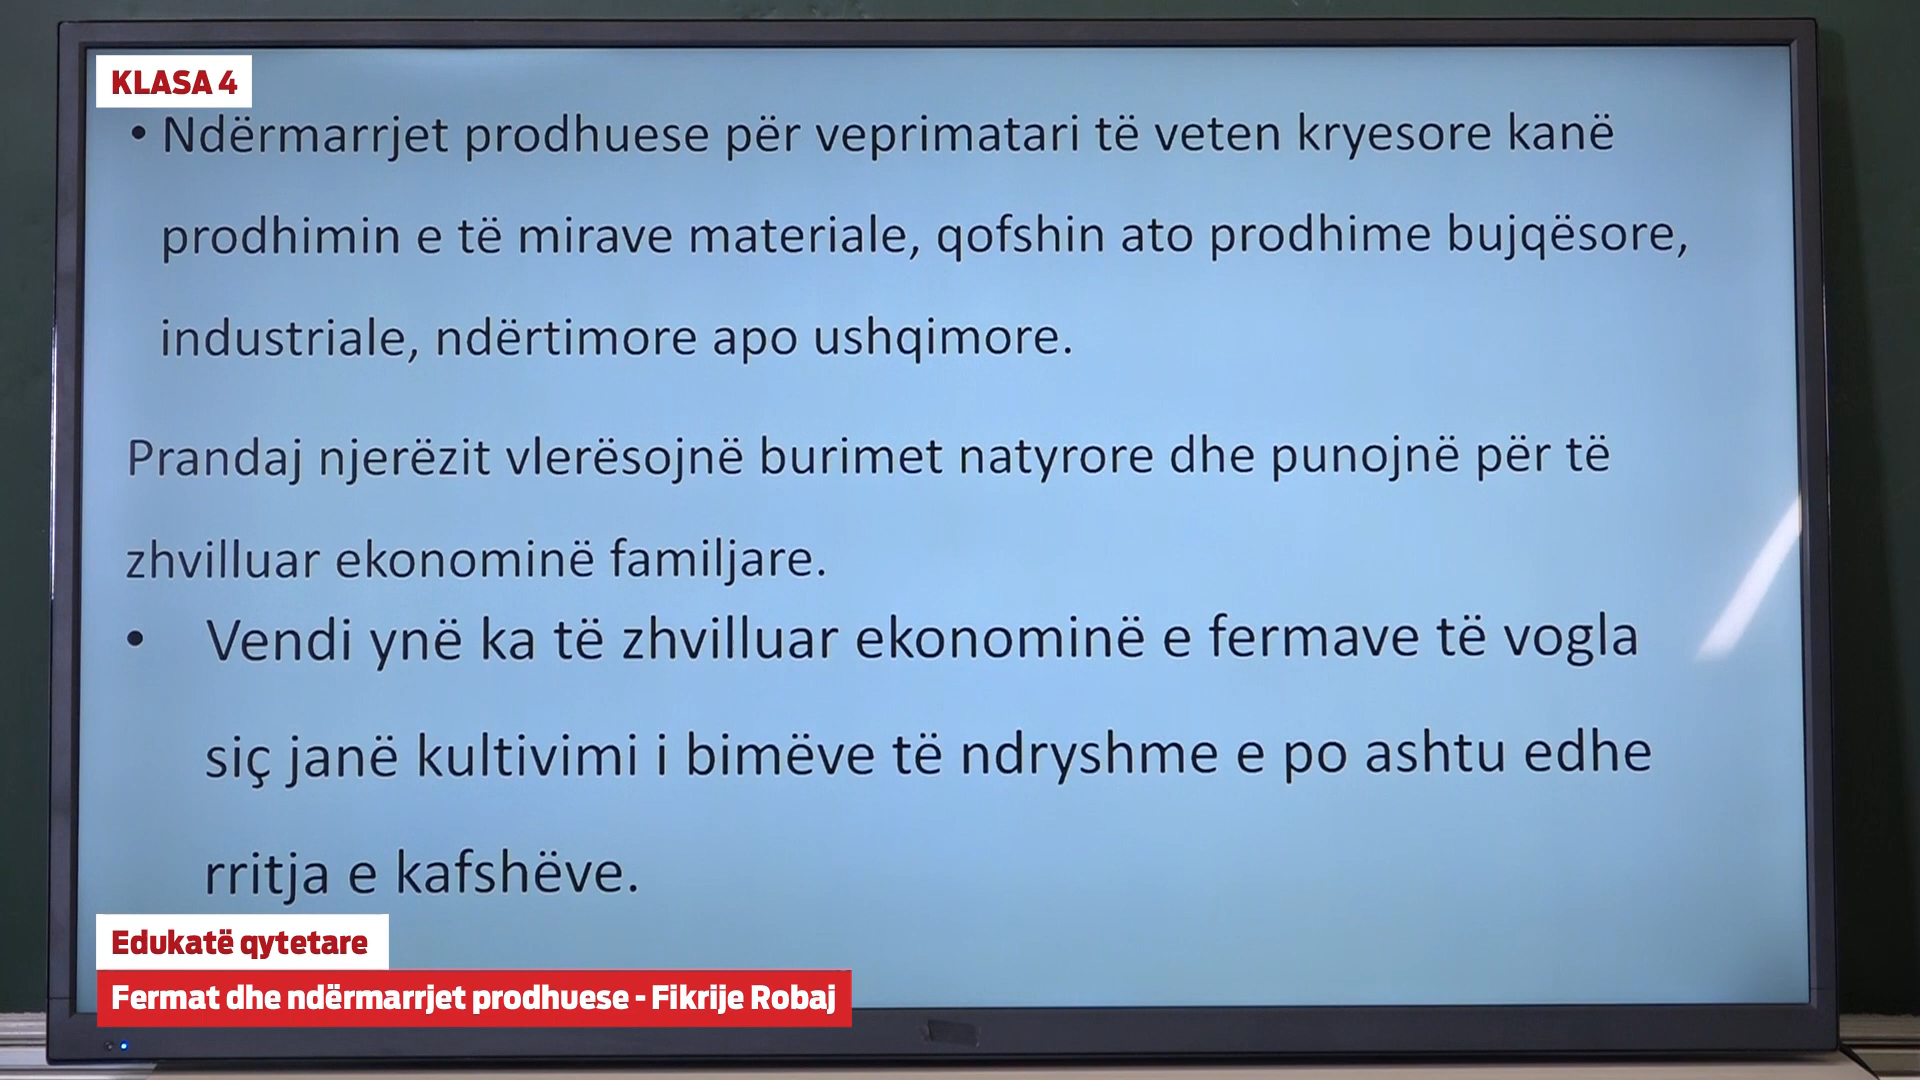 KLASA 4
• Ndërmarrjet prodhuese për veprimatari të veten kryesore kanë
prodhimin e të mirave materiale, qofshin ato prodhime bujqësore,
industriale, ndërtimore apo ushqimore.
Prandaj njerëzit vlerësojnë burimet natyrore dhe punojnë për të
zhvilluar ekonominë familjare.
• Vendi ynë ka të zhvilluar ekonominë e fermave të vogla
siç janë kultivimi i bimëve të ndryshme e po ashtu edhe
rritja e kafshëve.
Edukatë qytetare
Fermat dhe ndërmarrjet prodhuese - Fikrije Robaj